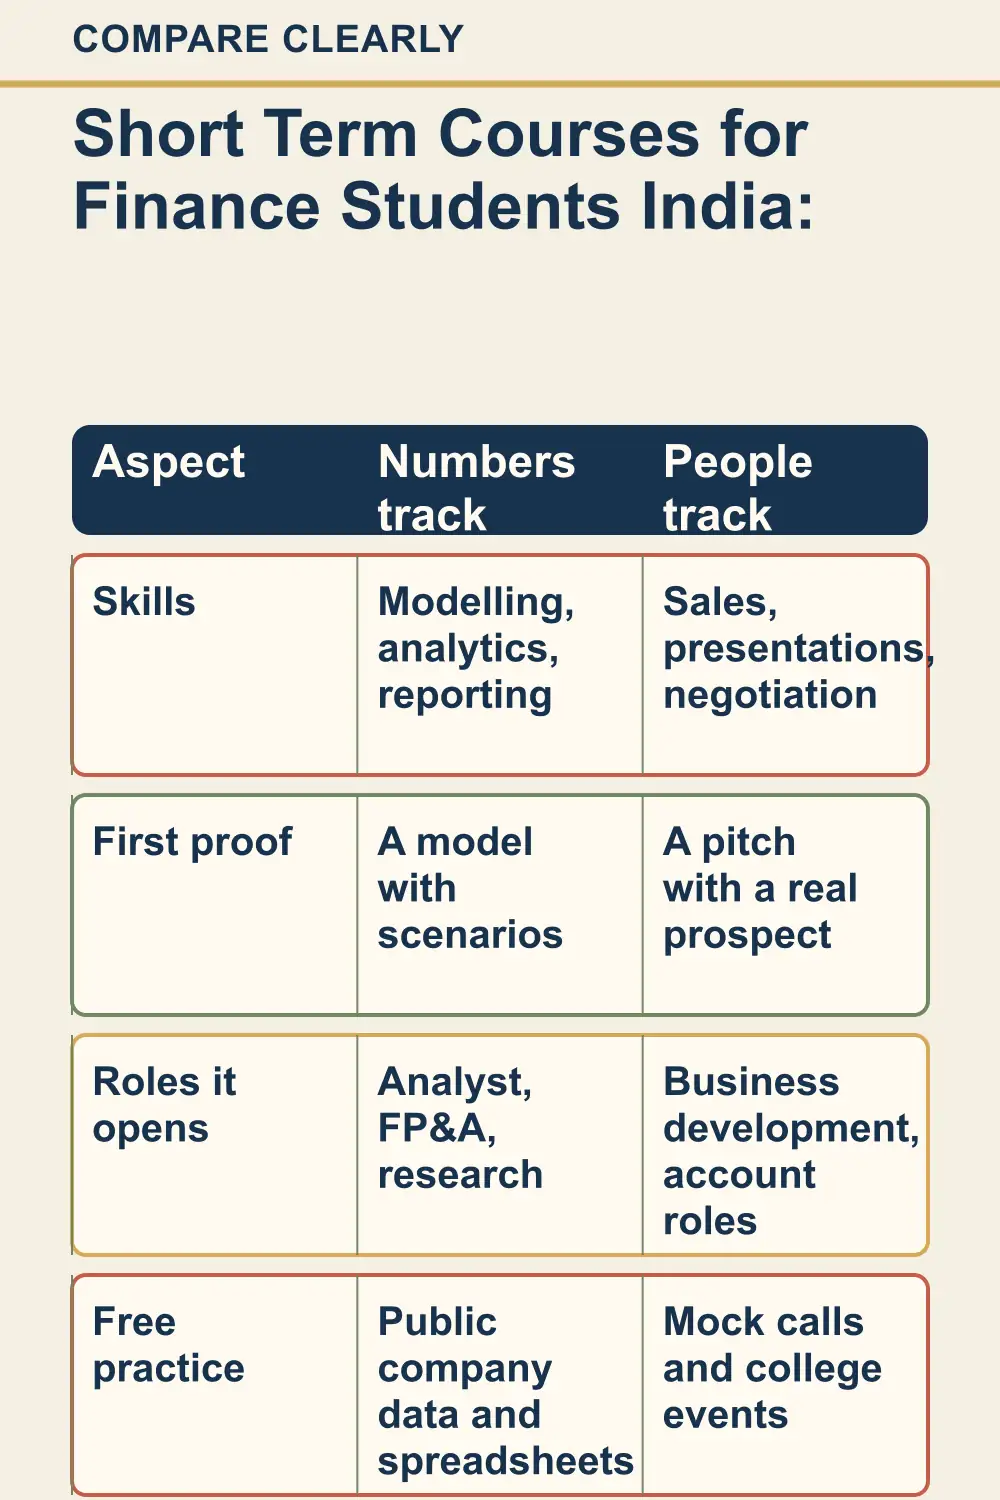 COMPARE CLEARLY
Short Term Courses for
Finance Students India:
Aspect
Numbers
track
People
track
Skills
Modelling,
analytics,
reporting
Sales,
presentations,
negotiation
First proof
A model
with
scenarios
A pitch
with a real
prospect
Roles it
opens
Analyst,
FP&A,
research
Business
development,
account
roles
Free
practice
Public
company
data and
spreadsheets
Mock calls
and college
events